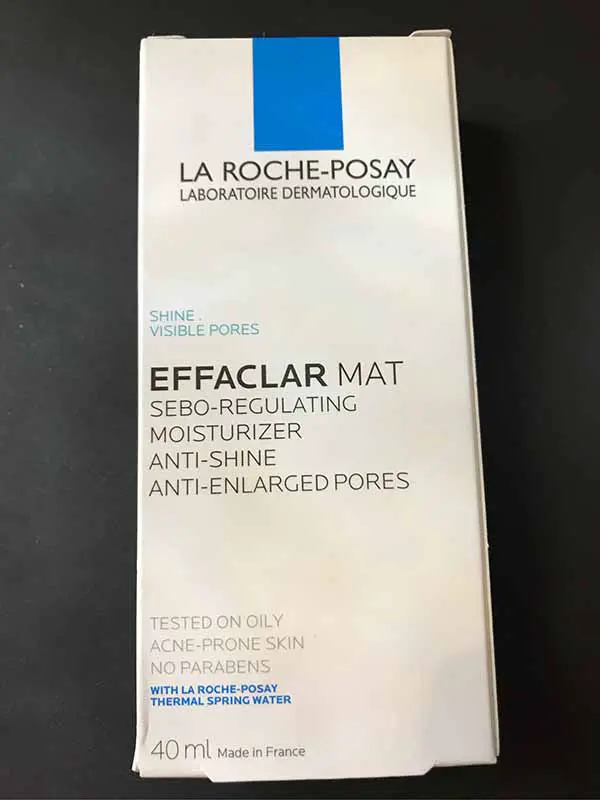 LA ROCHE-POSAY
LABORATOIRE DERMATOLOGIQUE
SHINE .
VISIBLE PORES
EFFACLAR MAT
SEBO-REGULATING
MOISTURIZER
ANTI-SHINE
ANTI-ENLARGED PORES
TESTED ON OILY
ACNE-PRONE SKIN
NO PARABENS
WITH LA ROCHE-POSAY
THERMAL SPRING WATER
40 ml Made in France